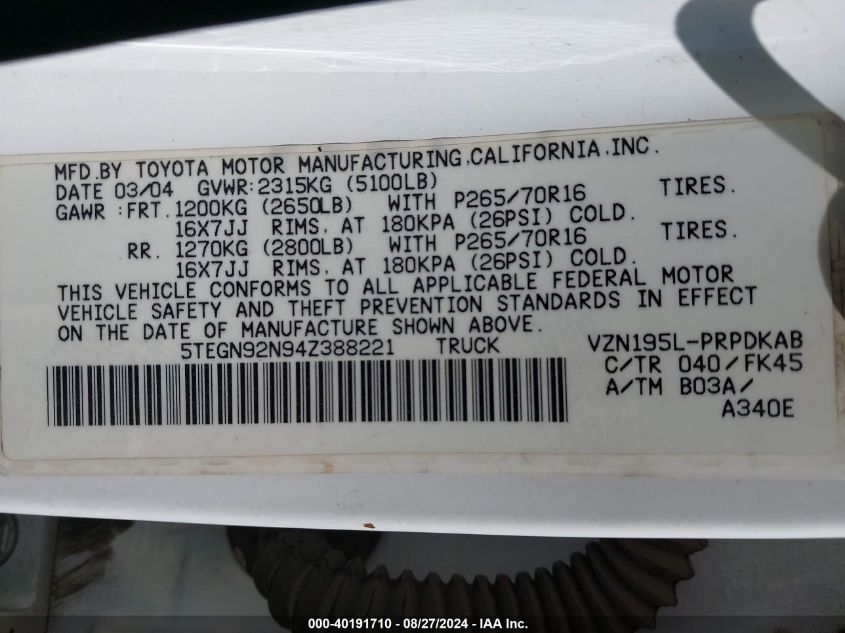 MFD.BY TOYOTA MOTOR MANUFACTURING,CALIFORNIA,INC.
DATE 03/04 GVWR:2315KG (5100LB)
GAWR :FRT. 1200KG (2650LB) WITH P265/70R16 TIRES.
16X7JJ RIMS, AT 180KPA (26PSI) COLD.
RR. 1270KG (2800LB) WITH P265/70R16 TIRES.
16X7JJ RIMS, AT 180KPA (26PSI) COLD.
THIS VEHICLE CONFORMS TO ALL APPLICABLE FEDERAL MOTOR
VEHICLE SAFETY AND THEFT PREVENTION STANDARDS IN EFFECT
ON THE DATE OF MANUFACTURE SHOWN ABOVE.
5TEGN92N94Z388221 TRUCK VZN195L-PRPDKAB
C/TR 040/FK45
A/TM B03A/
A340E
000-40191710 - 08/27/2024 - IAA Inc.